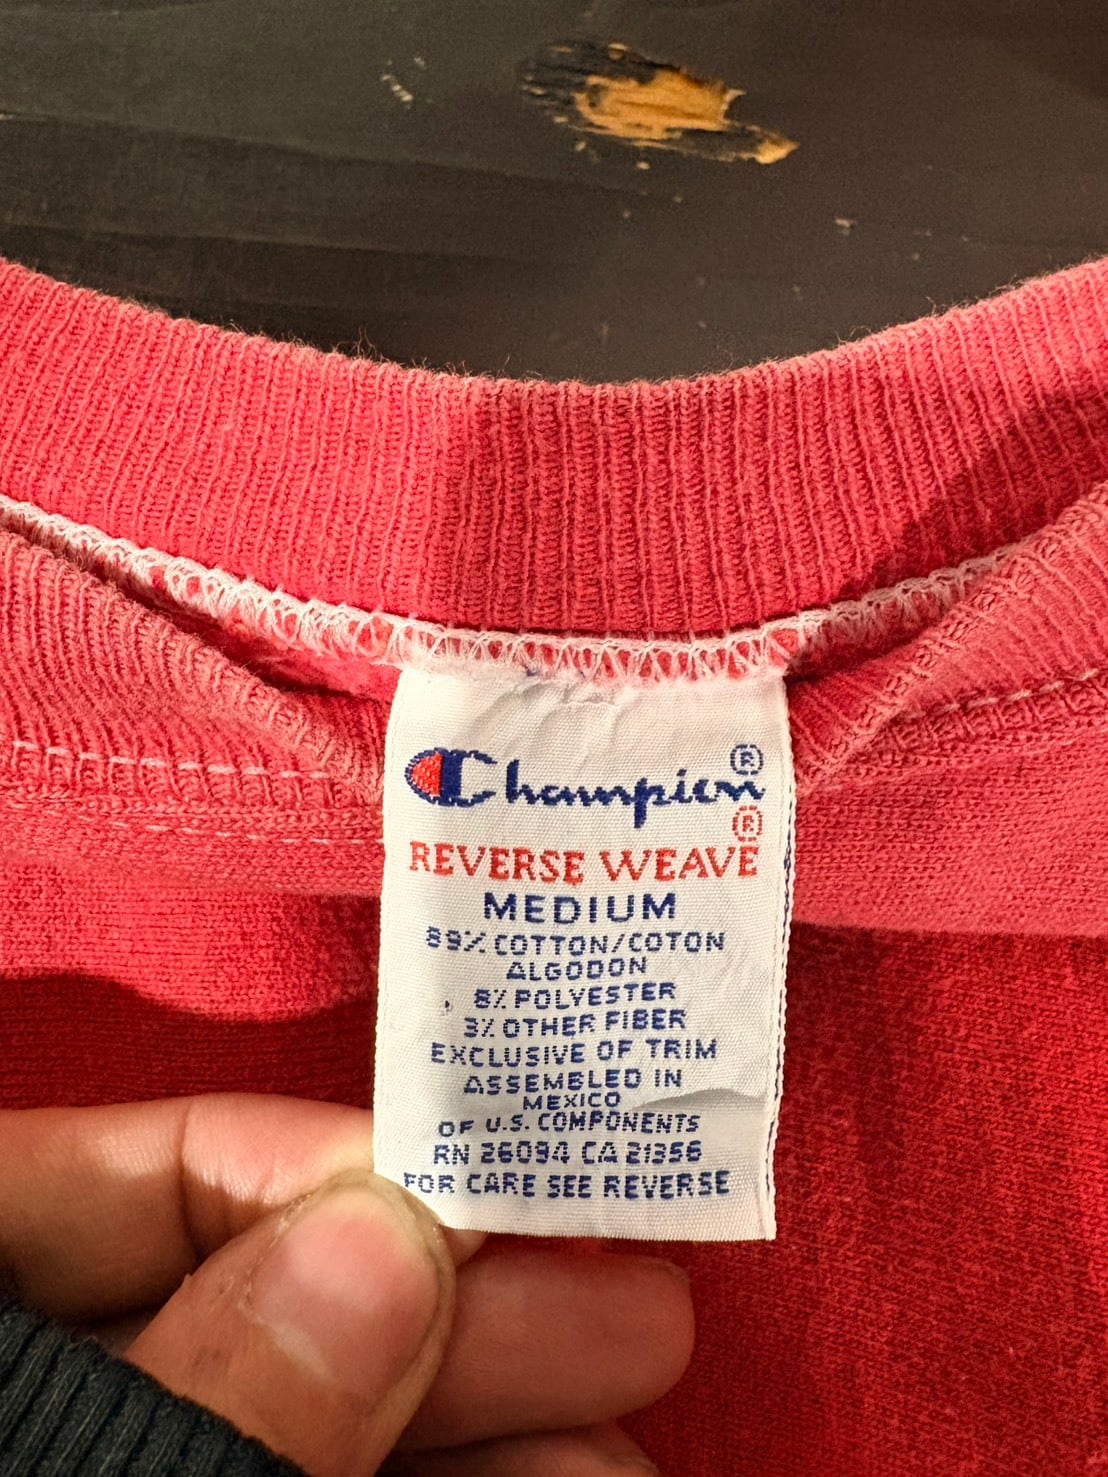 Champion®
®
REVERSE WEAVE
MEDIUM
89% COTTON/COTON
ALGODON
8% POLYESTER
3% OTHER FIBER
EXCLUSIVE OF TRIM
ASSEMBLED IN
MEXICO
OF U.S. COMPONENTS
RN 26094 CA 21356
FOR CARE SEE REVERSE